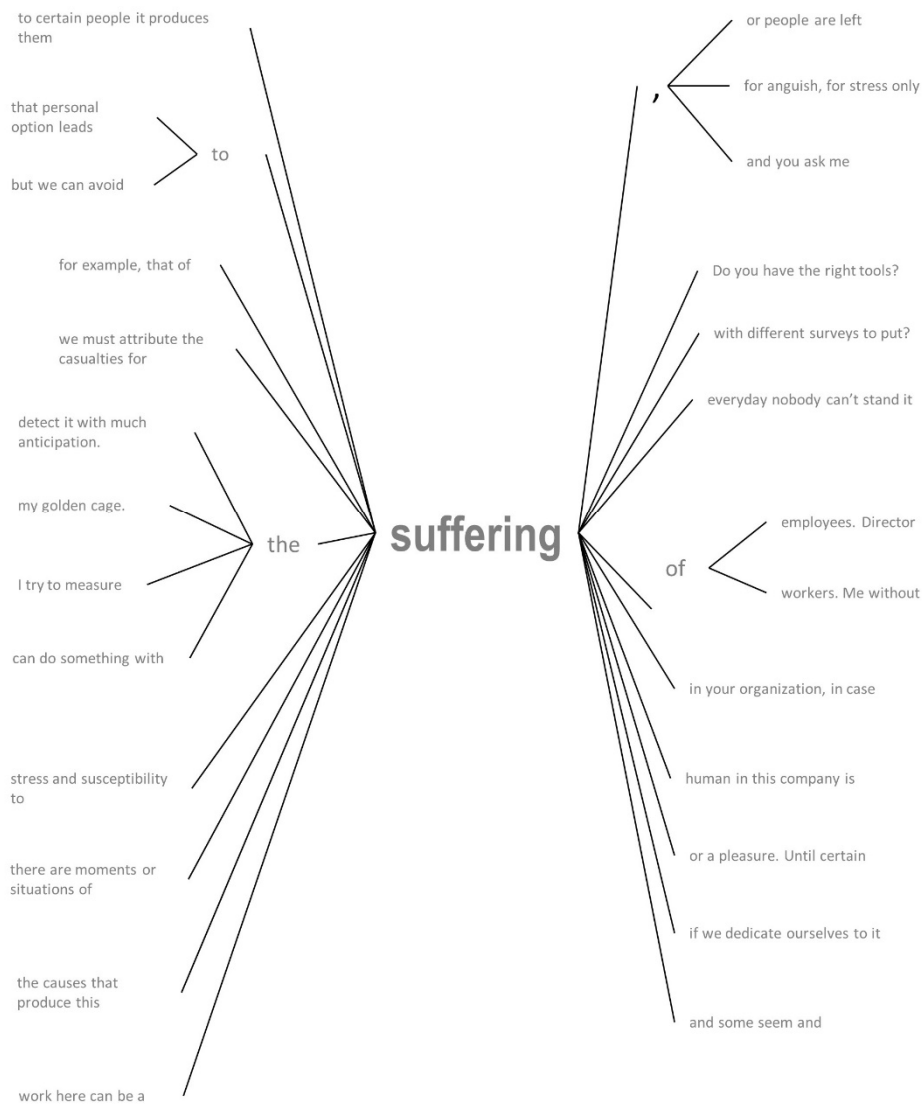 to certain people it produces
them
that personal
option leads
to
but we can avoid
for example, that of
we must attribute the
casualties for
detect it with much
anticipation.
my golden cage.
the
I try to measure
can do something with
stress and susceptibility
to
there are moments or
situations of
the causes that
produce this
work here can be a
suffering
or people are left
,
for anguish, for stress only
and you ask me
Do you have the right tools?
with different surveys to put?
everyday nobody can't stand it
employees. Director
of
workers. Me without
in your organization, in case
human in this company is
or a pleasure. Until certain
if we dedicate ourselves to it
and some seem and